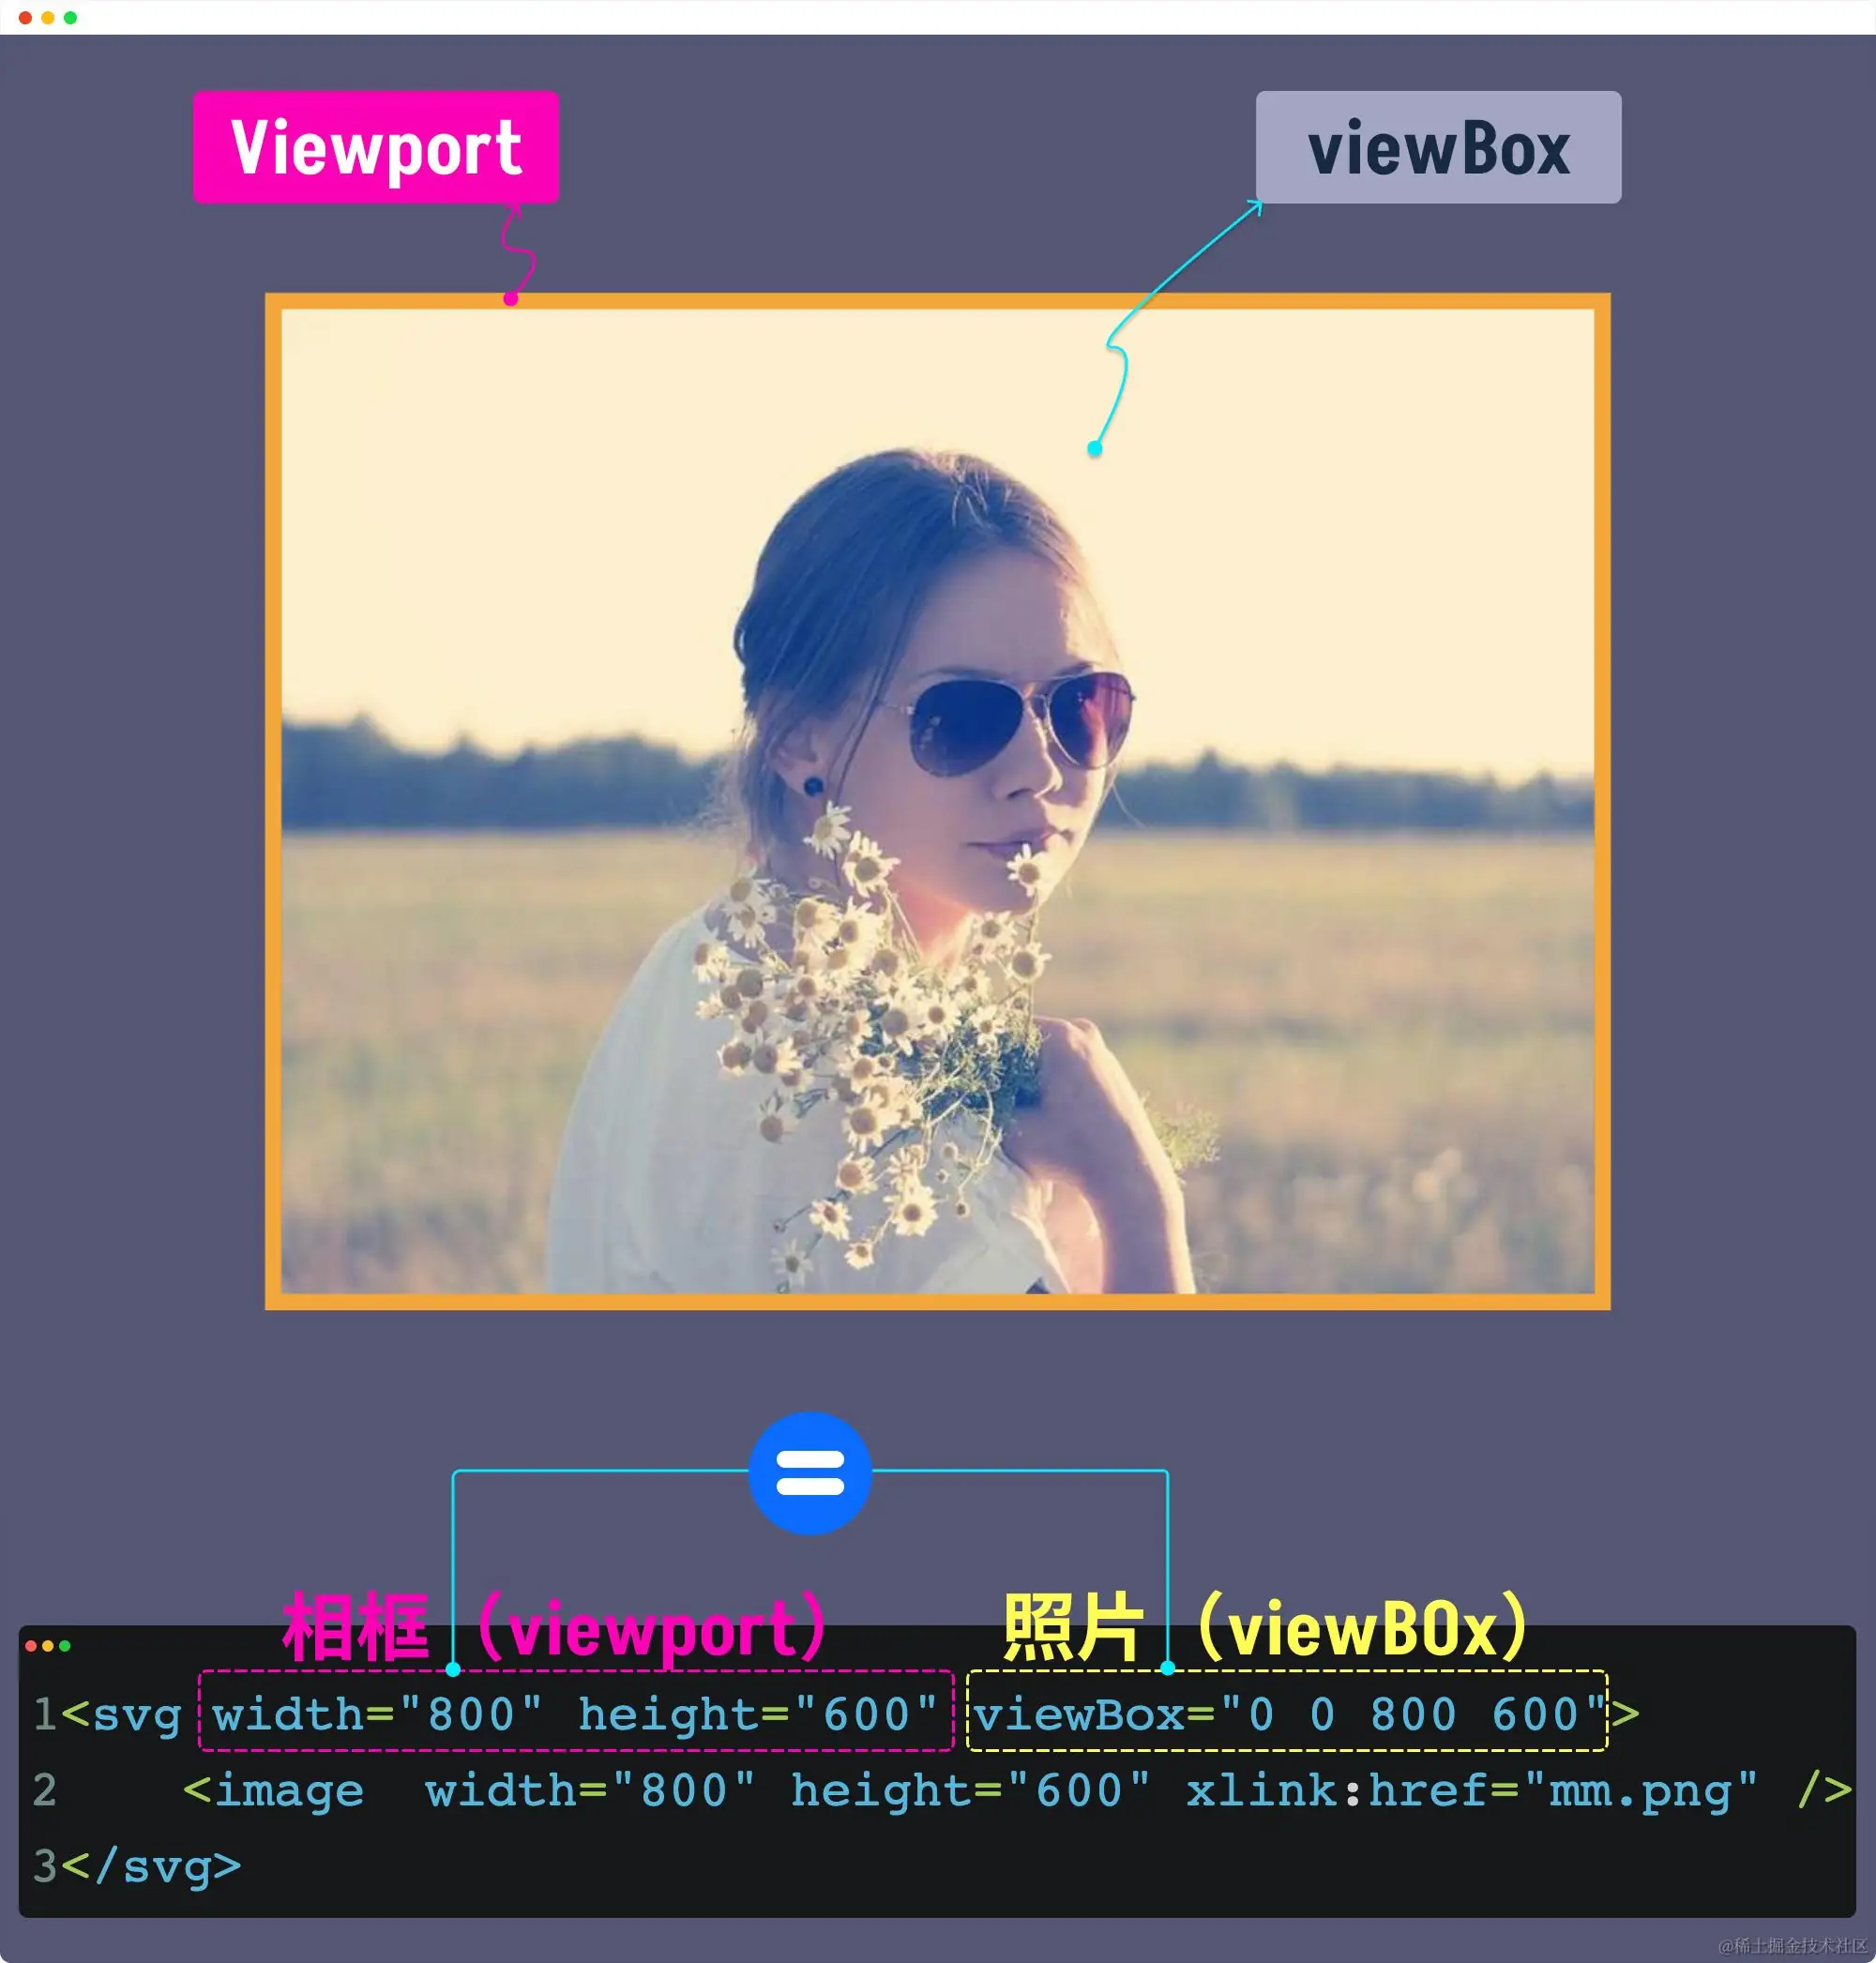 Viewport
viewBox
相框（viewport）
照片（viewBOx）
1<svg width="800" height="600" viewBox="0 0 800 600">
2    <image  width="800" height="600" xlink:href="mm.png" />
3</svg>
@稀土掘金技术社区